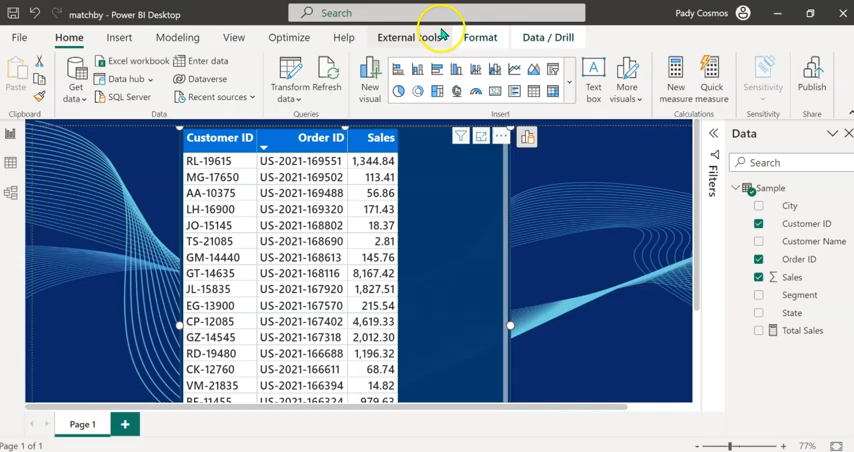 matchby - Power BI Desktop
Search
Pady Cosmos
File Home Insert Modeling View Optimize Help External tools Format Data / Drill
Paste
Get data
Excel workbook
Data hub
SQL Server
Enter data
Dataverse
Recent sources
Transform data
Refresh
New visual
Text box
More visuals
New measure
Quick measure
Sensitivity
Publish
Clipboard Data Queries Insert Calculations Sensitivity Share
Customer ID Order ID Sales
RL-19615 US-2021-169551 1,344.84
MG-17650 US-2021-169502 113.41
AA-10375 US-2021-169488 56.86
LH-16900 US-2021-169320 171.43
JO-15145 US-2021-168802 18.37
TS-21085 US-2021-168690 2.81
GM-14440 US-2021-168613 145.76
GT-14635 US-2021-168116 8,167.42
JL-15835 US-2021-167920 1,827.51
EG-13900 US-2021-167570 215.54
CP-12085 US-2021-167402 4,619.33
GZ-14545 US-2021-167318 2,012.30
RD-19480 US-2021-166688 1,196.32
CK-12760 US-2021-166611 68.74
VM-21835 US-2021-166394 14.82
US-2021-166324 979.63
Filters
Data
Search
Sample
City
Customer ID
Customer Name
Order ID
Sales
Segment
State
Total Sales
Page 1
Page 1 of 1
77%